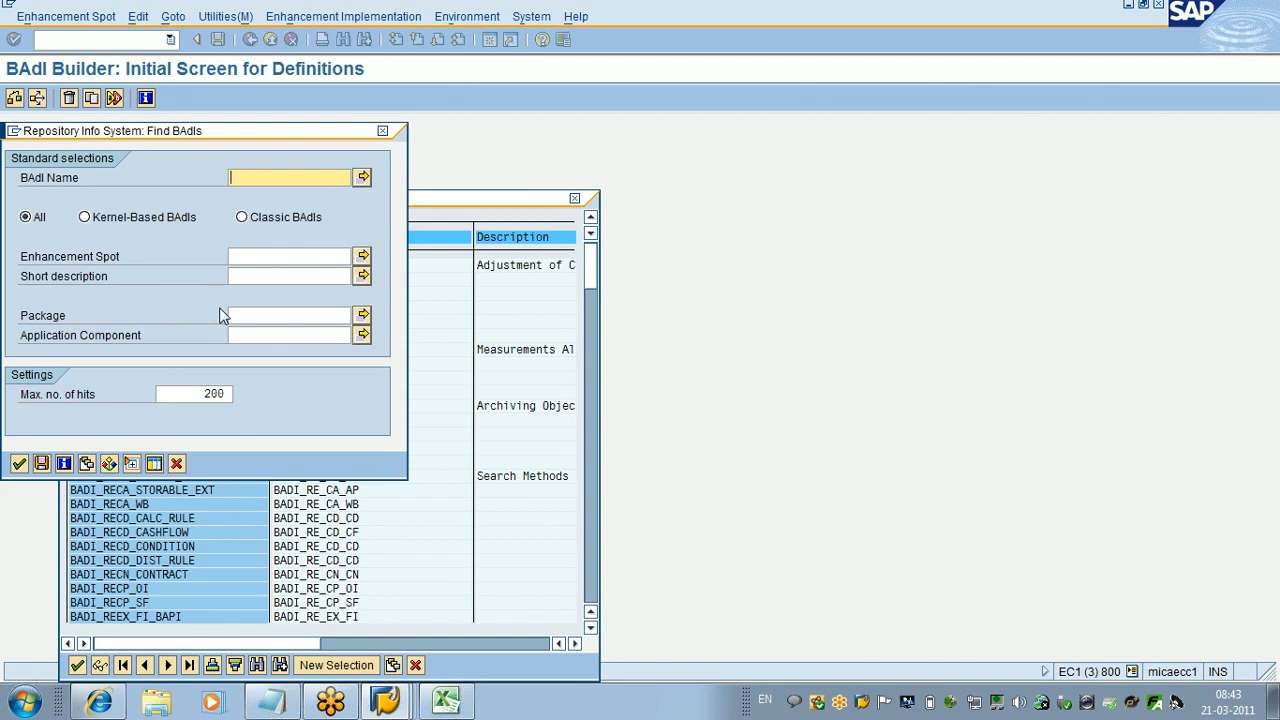 Enhancement Spot Edit Goto Utilities(M) Enhancement Implementation Environment System Help
SAP
BAdI Builder: Initial Screen for Definitions
Repository Info System: Find BAdIs
Standard selections
BAdI Name
All Kernel-Based BAdIs Classic BAdIs
Enhancement Spot
Short description
Package
Application Component
Settings
Max. no. of hits 200
Description
Adjustment of C
Measurements Al
Archiving Objec
Search Methods
BADI_RECA_STORABLE_EXT BADI_RE_CA_AP
BADI_RECA_WB BADI_RE_CA_WB
BADI_RECD_CALC_RULE BADI_RE_CD_CD
BADI_RECD_CASHFLOW BADI_RE_CD_CF
BADI_RECD_CONDITION BADI_RE_CD_CD
BADI_RECD_DIST_RULE BADI_RE_CD_CD
BADI_RECN_CONTRACT BADI_RE_CN_CN
BADI_RECP_OI BADI_RE_CP_OI
BADI_RECP_SF BADI_RE_CP_SF
BADI_REEX_FI_BAPI BADI_RE_EX_FI
New Selection
EC1 (3) 800 micaecc1 INS
EN
08:43
21-03-2011